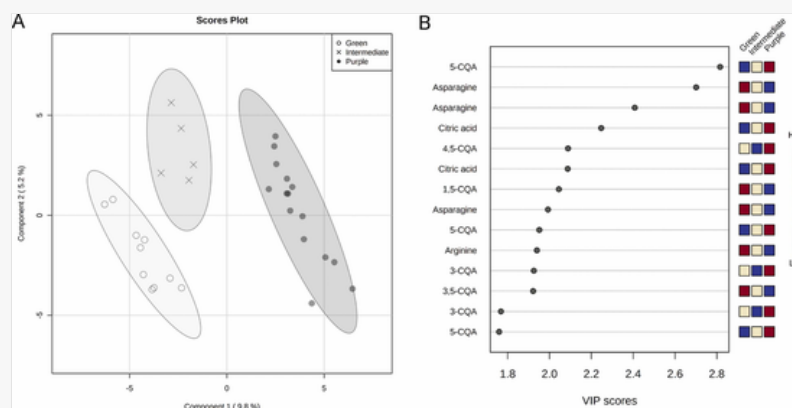 A
Scores Plot
Green
Intermediate
Purple
Component 2 ( 5.2 %)
5
0
-5
-5
0
5
Component 1 ( 9.8 %)
B
Green
Intermediate
Purple
5-CQA
Asparagine
Asparagine
Citric acid
4,5-CQA
Citric acid
1,5-CQA
Asparagine
5-CQA
Arginine
3-CQA
3,5-CQA
3-CQA
5-CQA
1.8
2.0
2.2
2.4
2.6
2.8
VIP scores